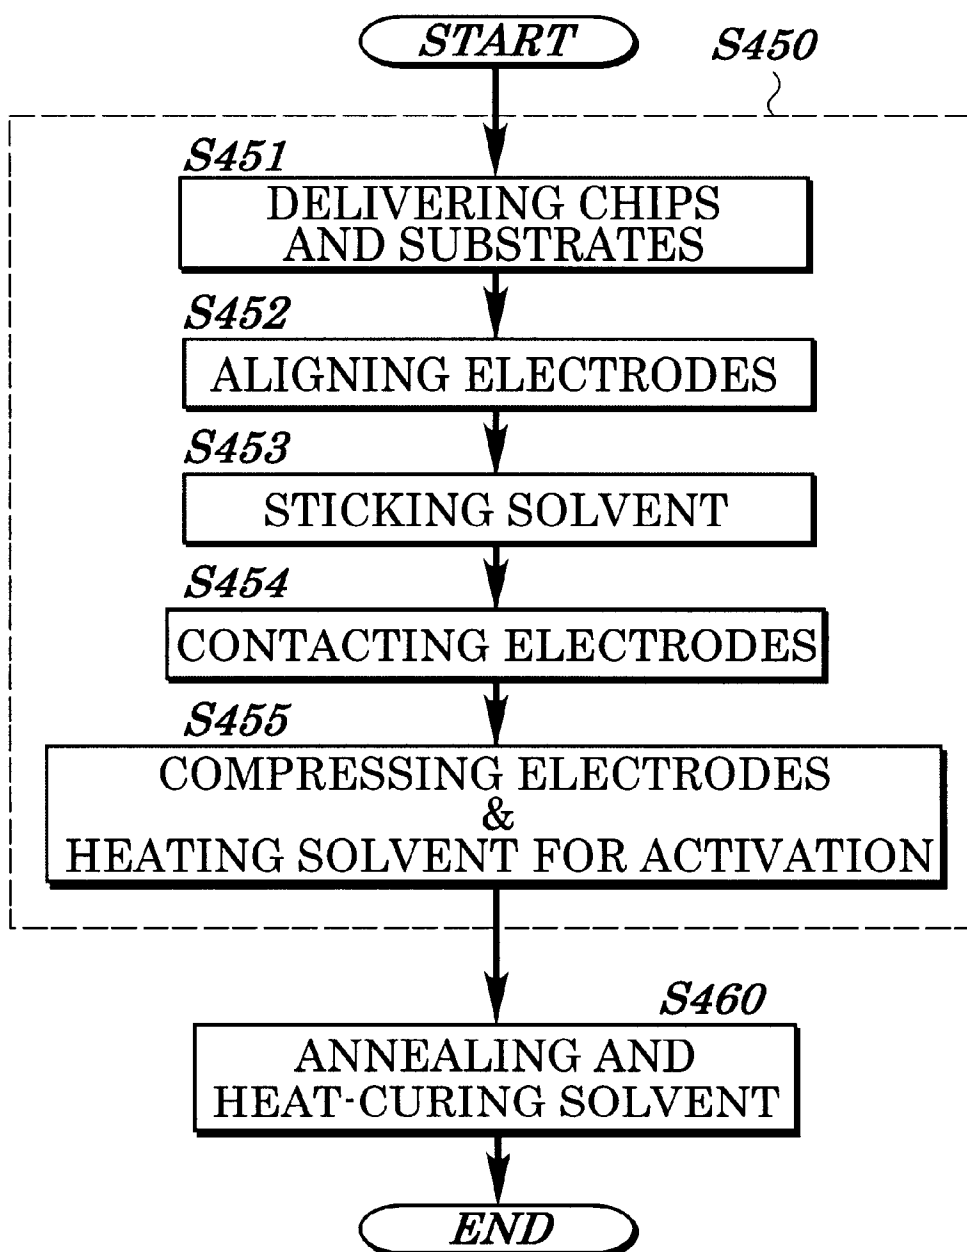 START
S450
S451
DELIVERING CHIPS
AND SUBSTRATES
S452
ALIGNING ELECTRODES
S453
STICKING SOLVENT
S454
CONTACTING ELECTRODES
S455
COMPRESSING ELECTRODES
&
HEATING SOLVENT FOR ACTIVATION
S460
ANNEALING AND
HEAT-CURING SOLVENT
END